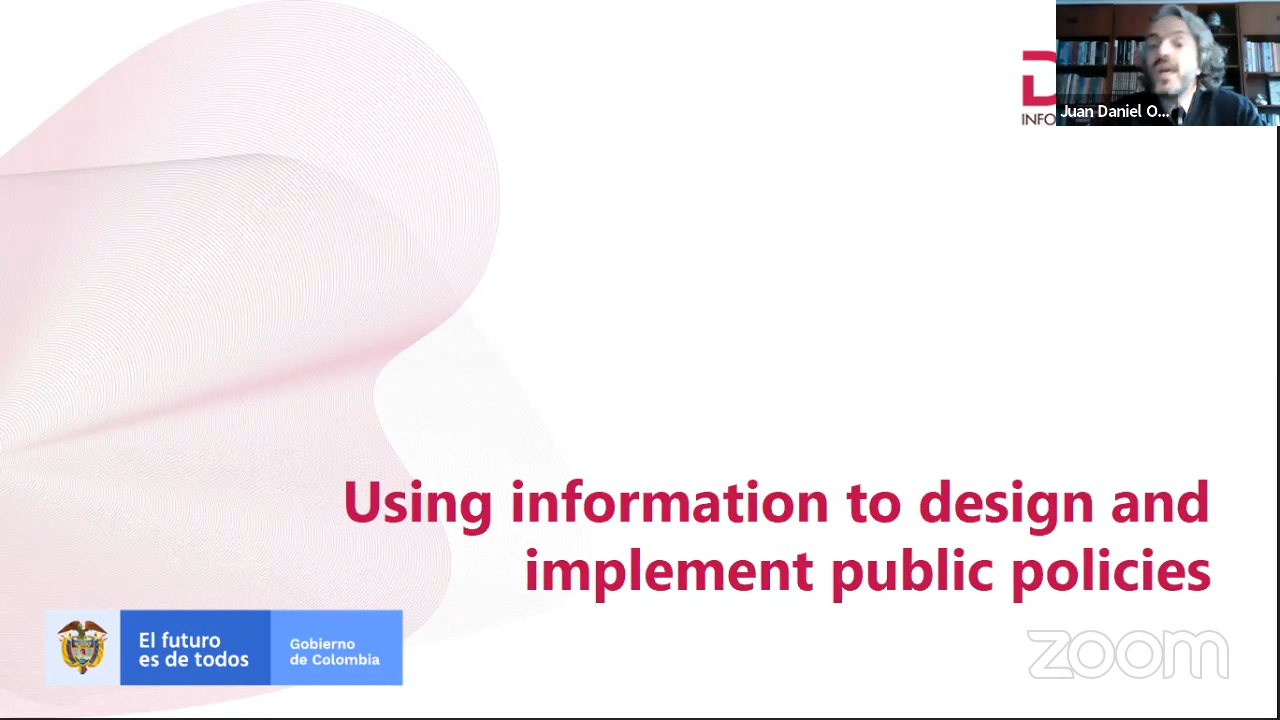 Juan Daniel O...
Using information to design and
implement public policies
El futuro
es de todos
Gobierno
de Colombia
zoom